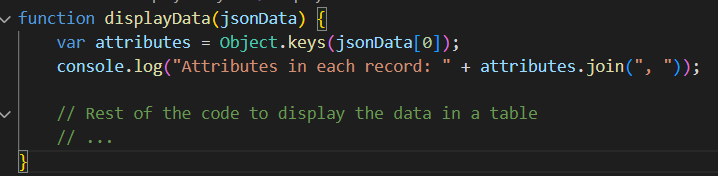 function displayData(jsonData) {
    var attributes = Object.keys(jsonData[0]);
    console.log("Attributes in each record: " + attributes.join(", "));

    // Rest of the code to display the data in a table
    // ...
}